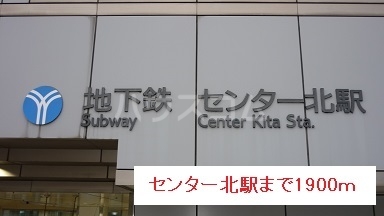 地下鉄 センター北駅
Subway Center Kita Sta.
センター北駅まで1900m